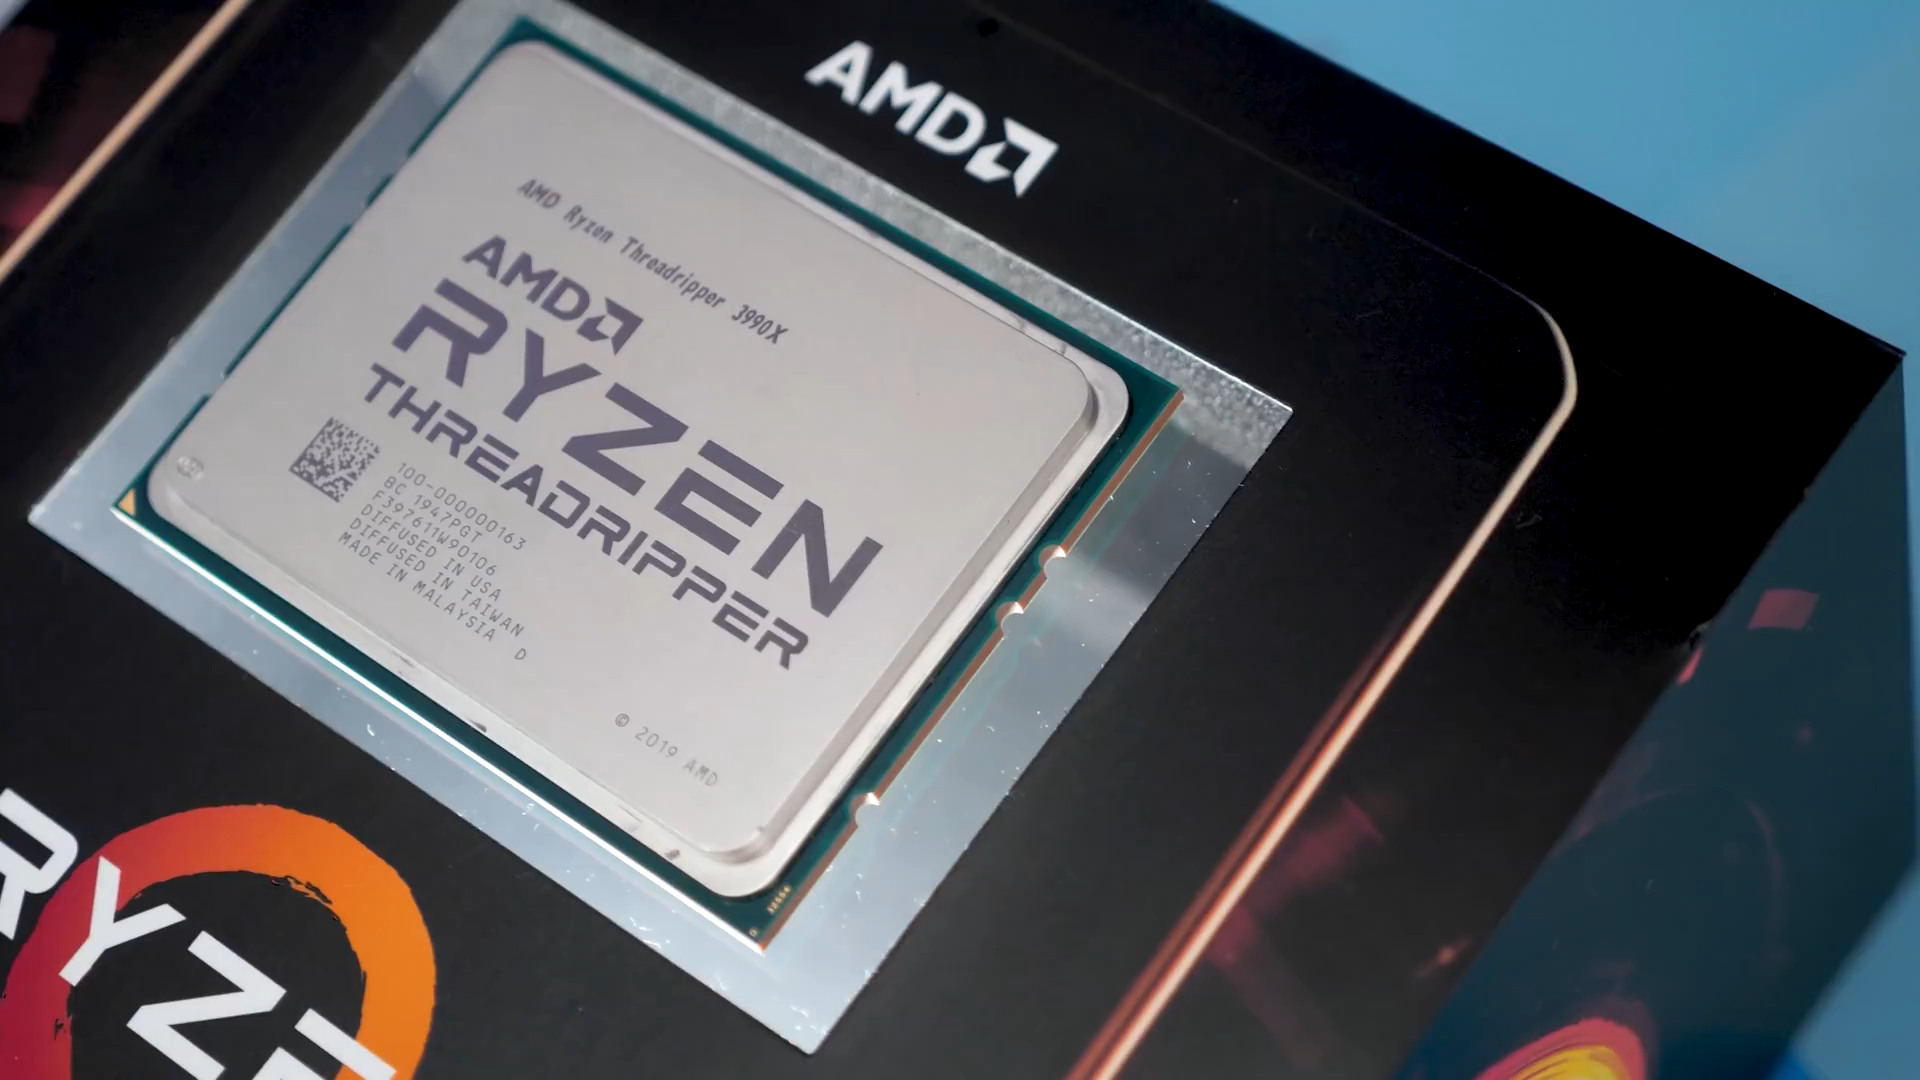 AMD
AMD Ryzen Threadripper 3990X
AMD
RYZEN
THREADRIPPER
100-000000163
BC 1947PGT
F397611W90106
DIFFUSED IN USA
DIFFUSED IN TAIWAN
MADE IN MALAYSIA D
© 2019 AMD
RYZE